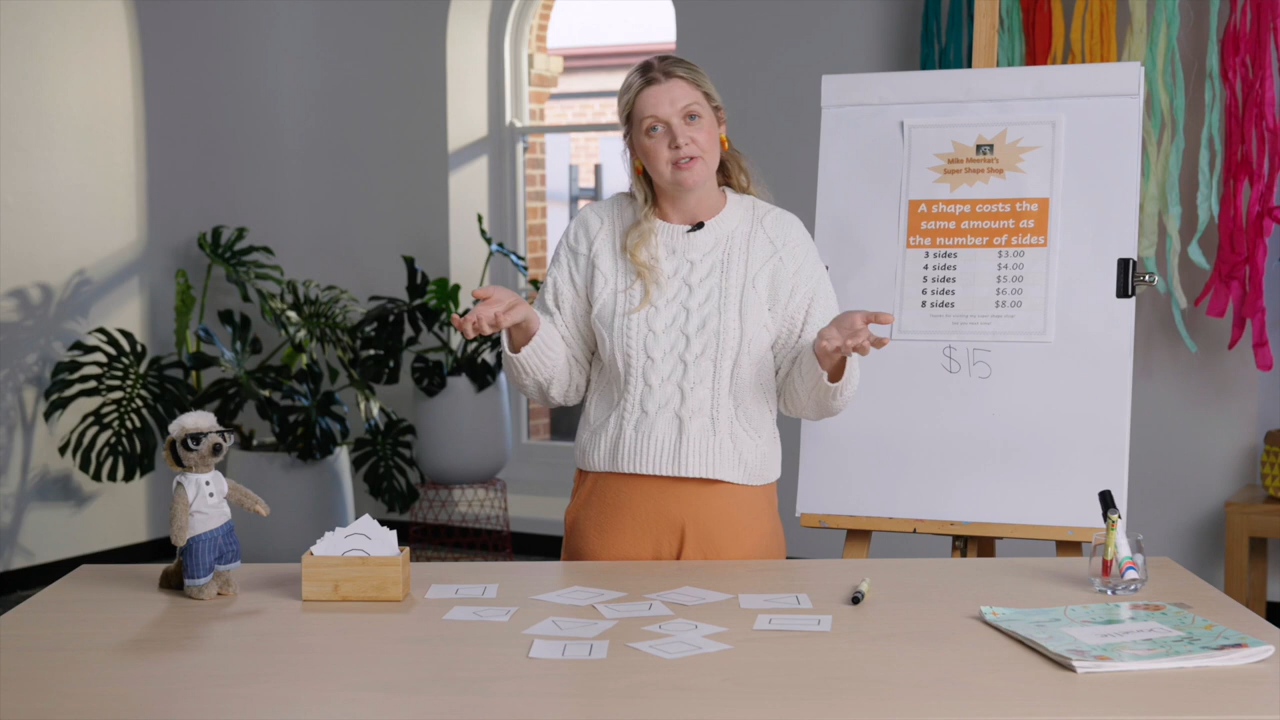 Mike Meerkat's
Super Shape Shop
A shape costs the
same amount as
the number of sides
3 sides $3.00
4 sides $4.00
5 sides $5.00
6 sides $6.00
8 sides $8.00
$15